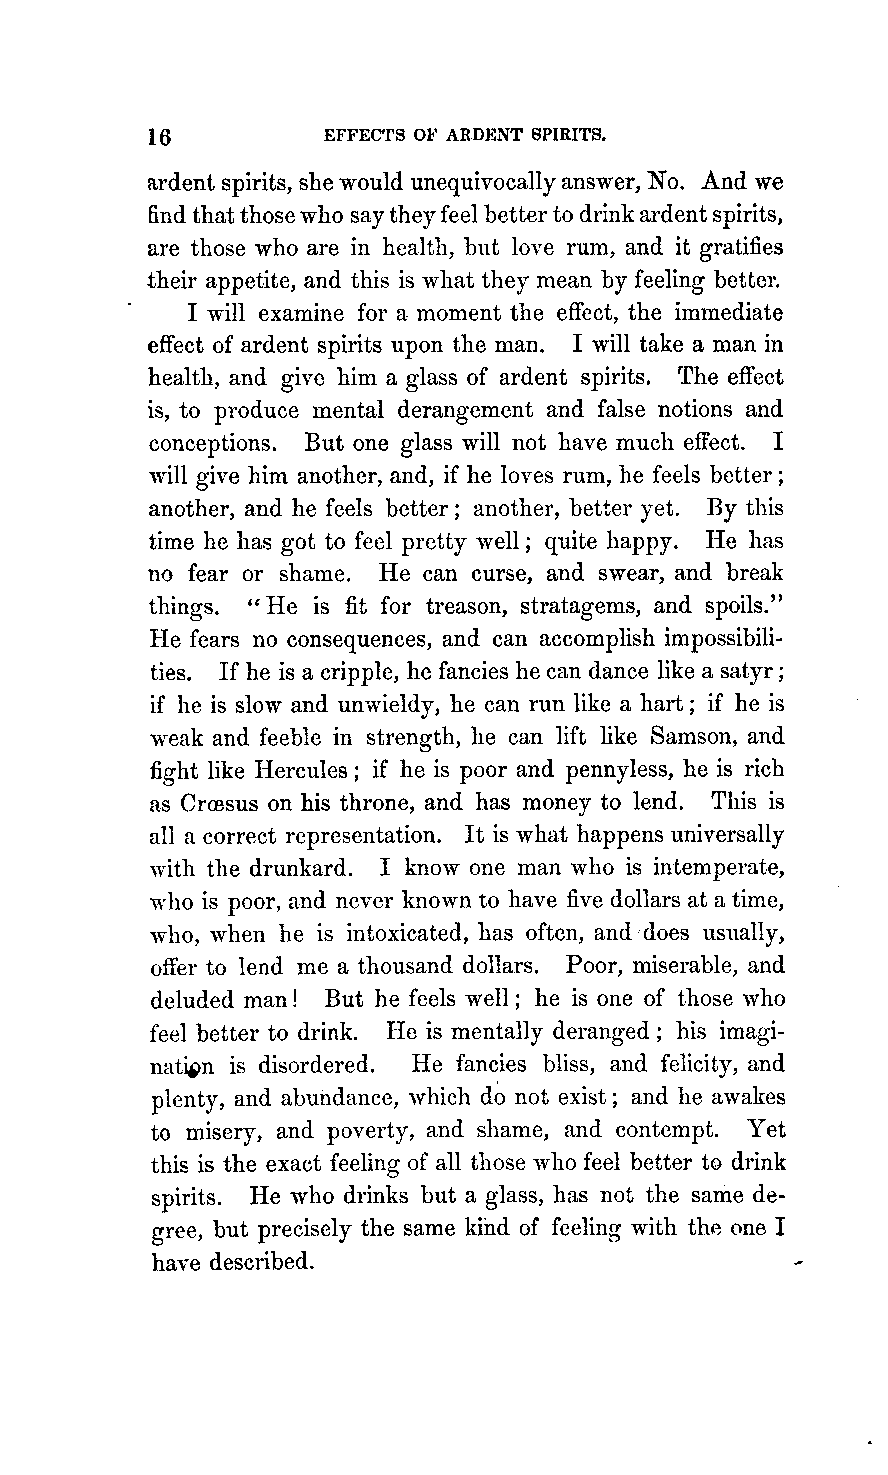 16 EFFECTS OF ARDENT SPIRITS.
ardent spirits, she would unequivocally answer, No. And we
find that those who say they feel better to drink ardent spirits,
are those who are in health, but love rum, and it gratifies
their appetite, and this is what they mean by feeling better.
I will examine for a moment the effect, the immediate
effect of ardent spirits upon the man. I will take a man in
health, and give him a glass of ardent spirits. The effect
is, to produce mental derangement and false notions and
conceptions. But one glass will not have much effect. I
will give him another, and, if he loves rum, he feels better;
another, and he feels better; another, better yet. By this
time he has got to feel pretty well; quite happy. He has
no fear or shame. He can curse, and swear, and break
things. "He is fit for treason, stratagems, and spoils."
He fears no consequences, and can accomplish impossibili-
ties. If he is a cripple, he fancies he can dance like a satyr;
if he is slow and unwieldy, he can run like a hart; if he is
weak and feeble in strength, he can lift like Samson, and
fight like Hercules; if he is poor and pennyless, he is rich
as Crœsus on his throne, and has money to lend. This is
all a correct representation. It is what happens universally
with the drunkard. I know one man who is intemperate,
who is poor, and never known to have five dollars at a time,
who, when he is intoxicated, has often, and does usually,
offer to lend me a thousand dollars. Poor, miserable, and
deluded man! But he feels well; he is one of those who
feel better to drink. He is mentally deranged; his imagi-
nation is disordered. He fancies bliss, and felicity, and
plenty, and abundance, which do not exist; and he awakes
to misery, and poverty, and shame, and contempt. Yet
this is the exact feeling of all those who feel better to drink
spirits. He who drinks but a glass, has not the same de-
gree, but precisely the same kind of feeling with the one I
have described.